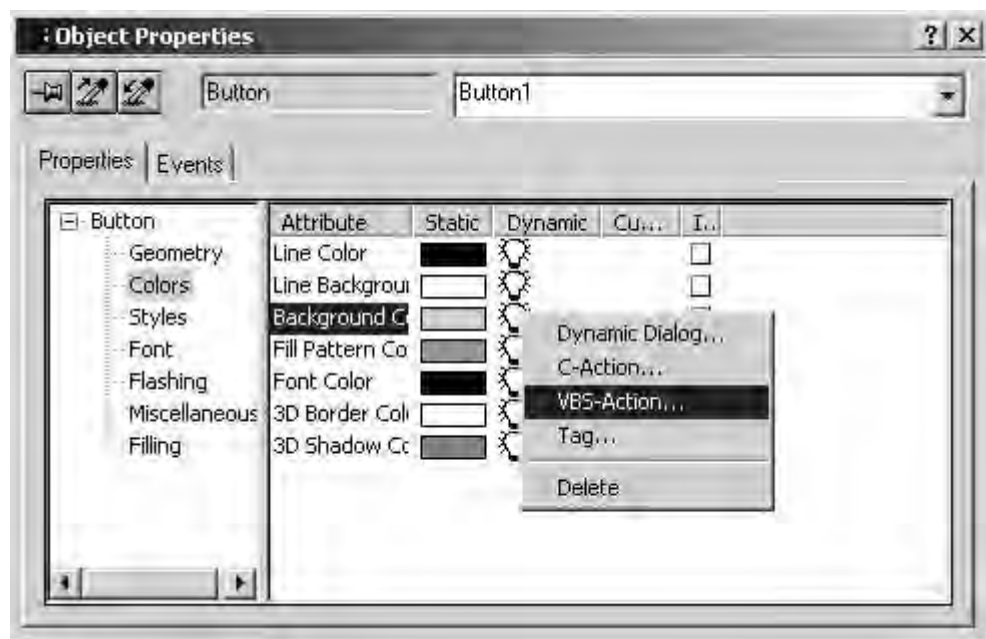 Object Properties
Button
Button1
Properties
Events
Button
Geometry
Colors
Styles
Font
Flashing
Miscellaneous
Filling
Attribute Static Dynamic Cu... I..
Line Color
Line Backgrou
Background C
Fill Pattern Co
Font Color
3D Border Col
3D Shadow Co
Dynamic Dialog...
C-Action...
VBS-Action...
Tag...
Delete